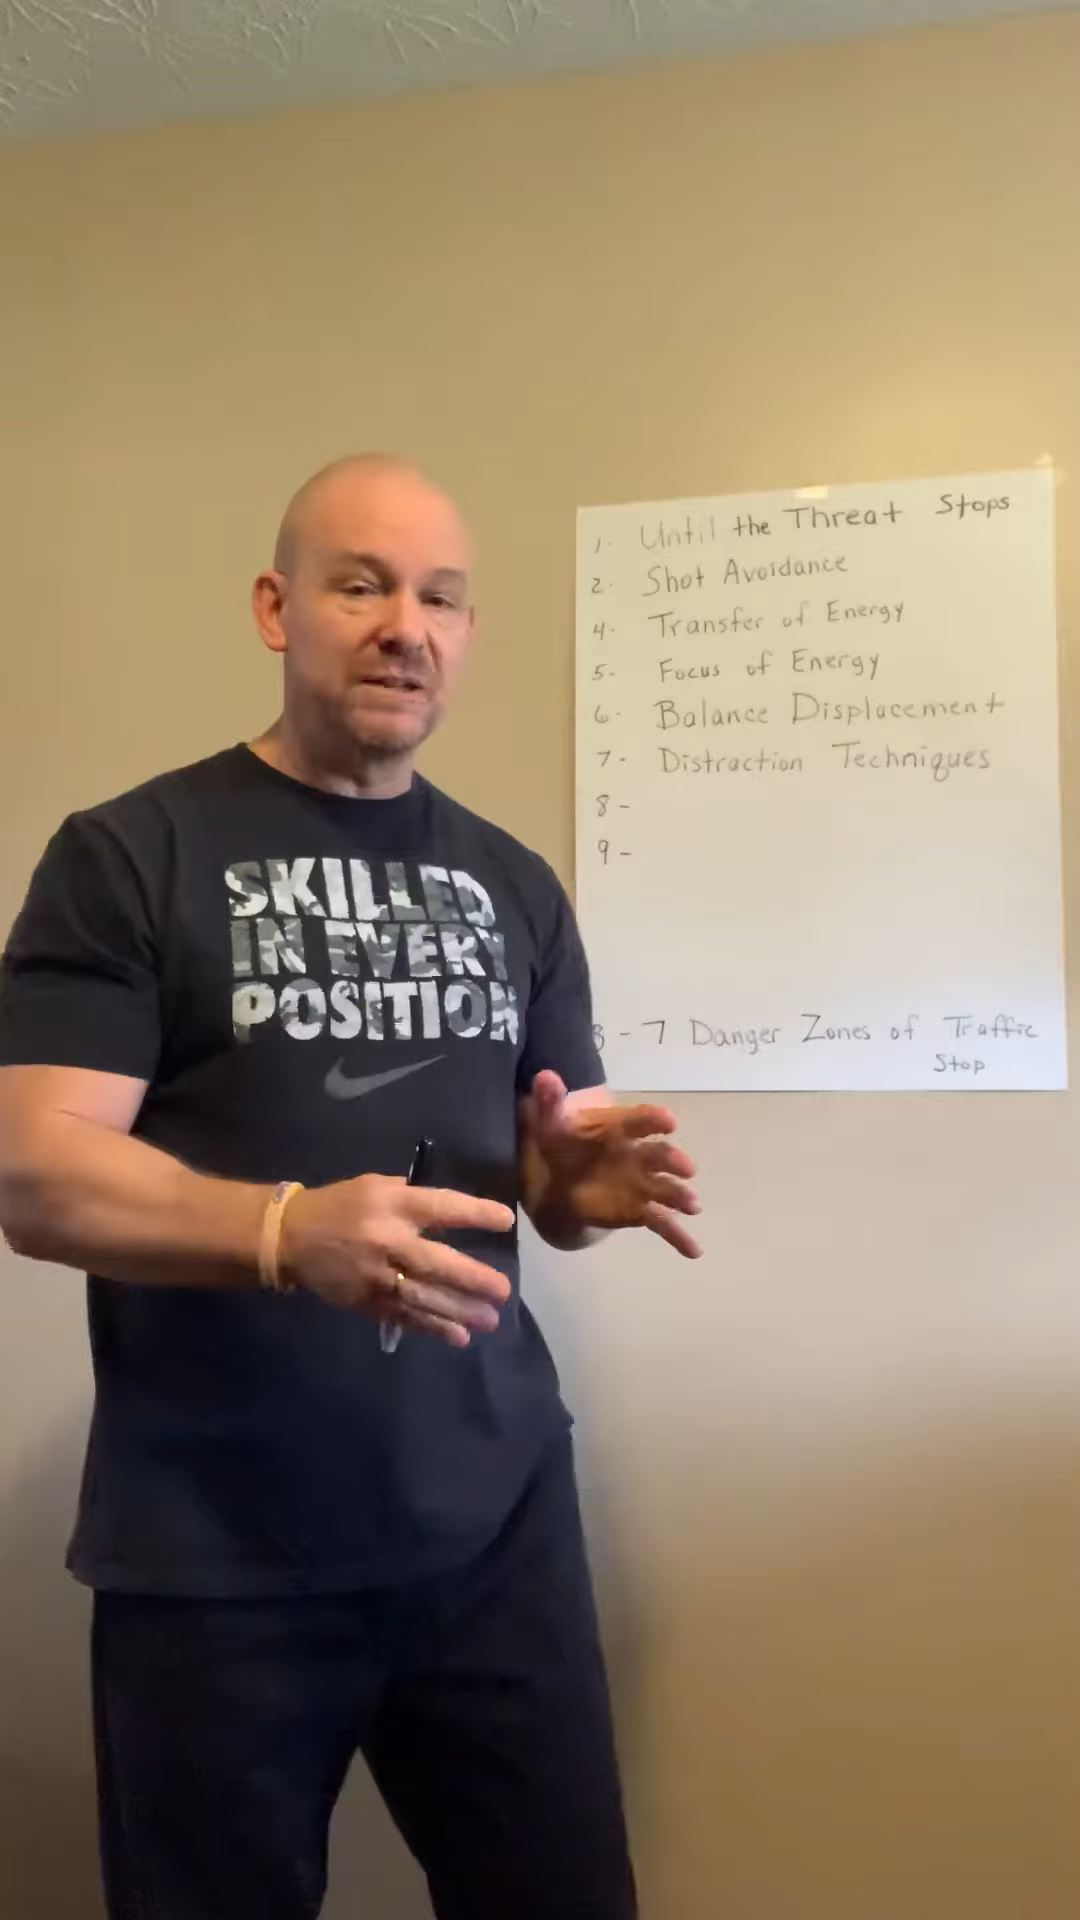 1. Until the Threat Stops
2. Shot Avoidance
4- Transfer of Energy
5- Focus of Energy
6- Balance Displacement
7- Distraction Techniques
8-
9-
3 - 7 Danger Zones of Traffic
Stop
SKILLED
IN EVERY
POSITION